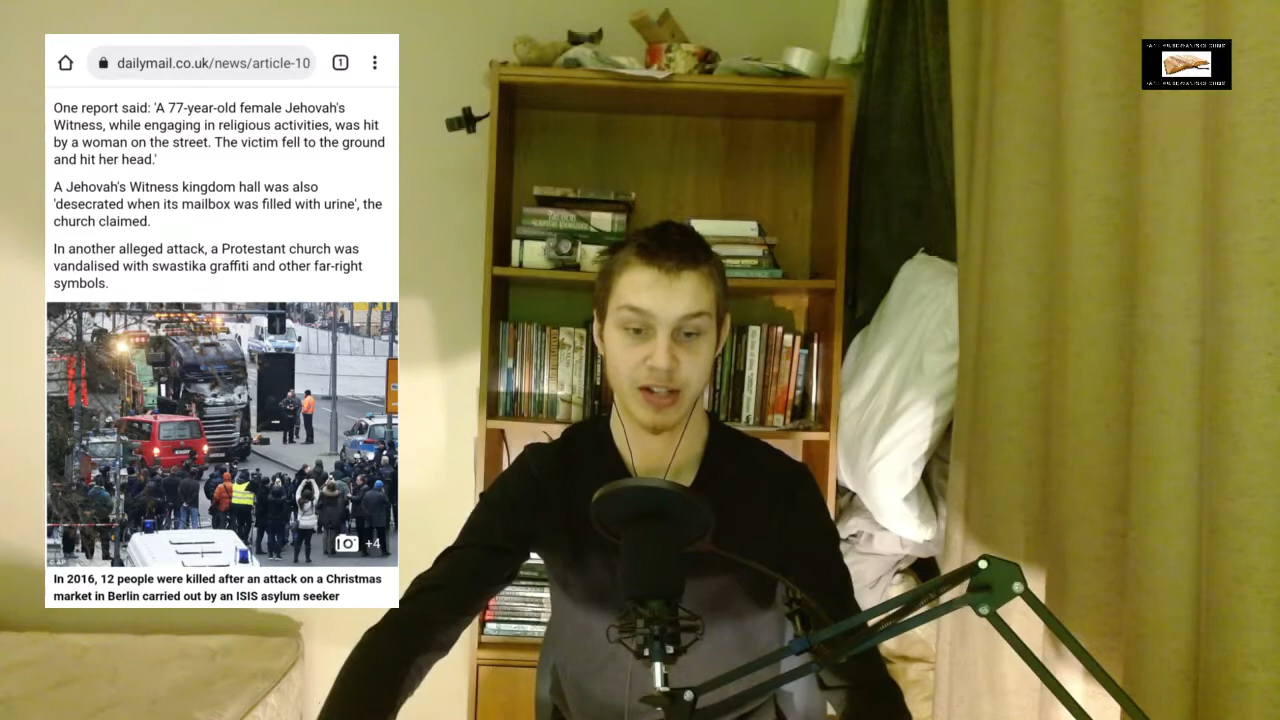 dailymail.co.uk/news/article-10
1
One report said: 'A 77-year-old female Jehovah's
Witness, while engaging in religious activities, was hit
by a woman on the street. The victim fell to the ground
and hit her head.'
A Jehovah's Witness kingdom hall was also
'desecrated when its mailbox was filled with urine', the
church claimed.
In another alleged attack, a Protestant church was
vandalised with swastika graffiti and other far-right
symbols.
+4
In 2016, 12 people were killed after an attack on a Christmas
market in Berlin carried out by an ISIS asylum seeker